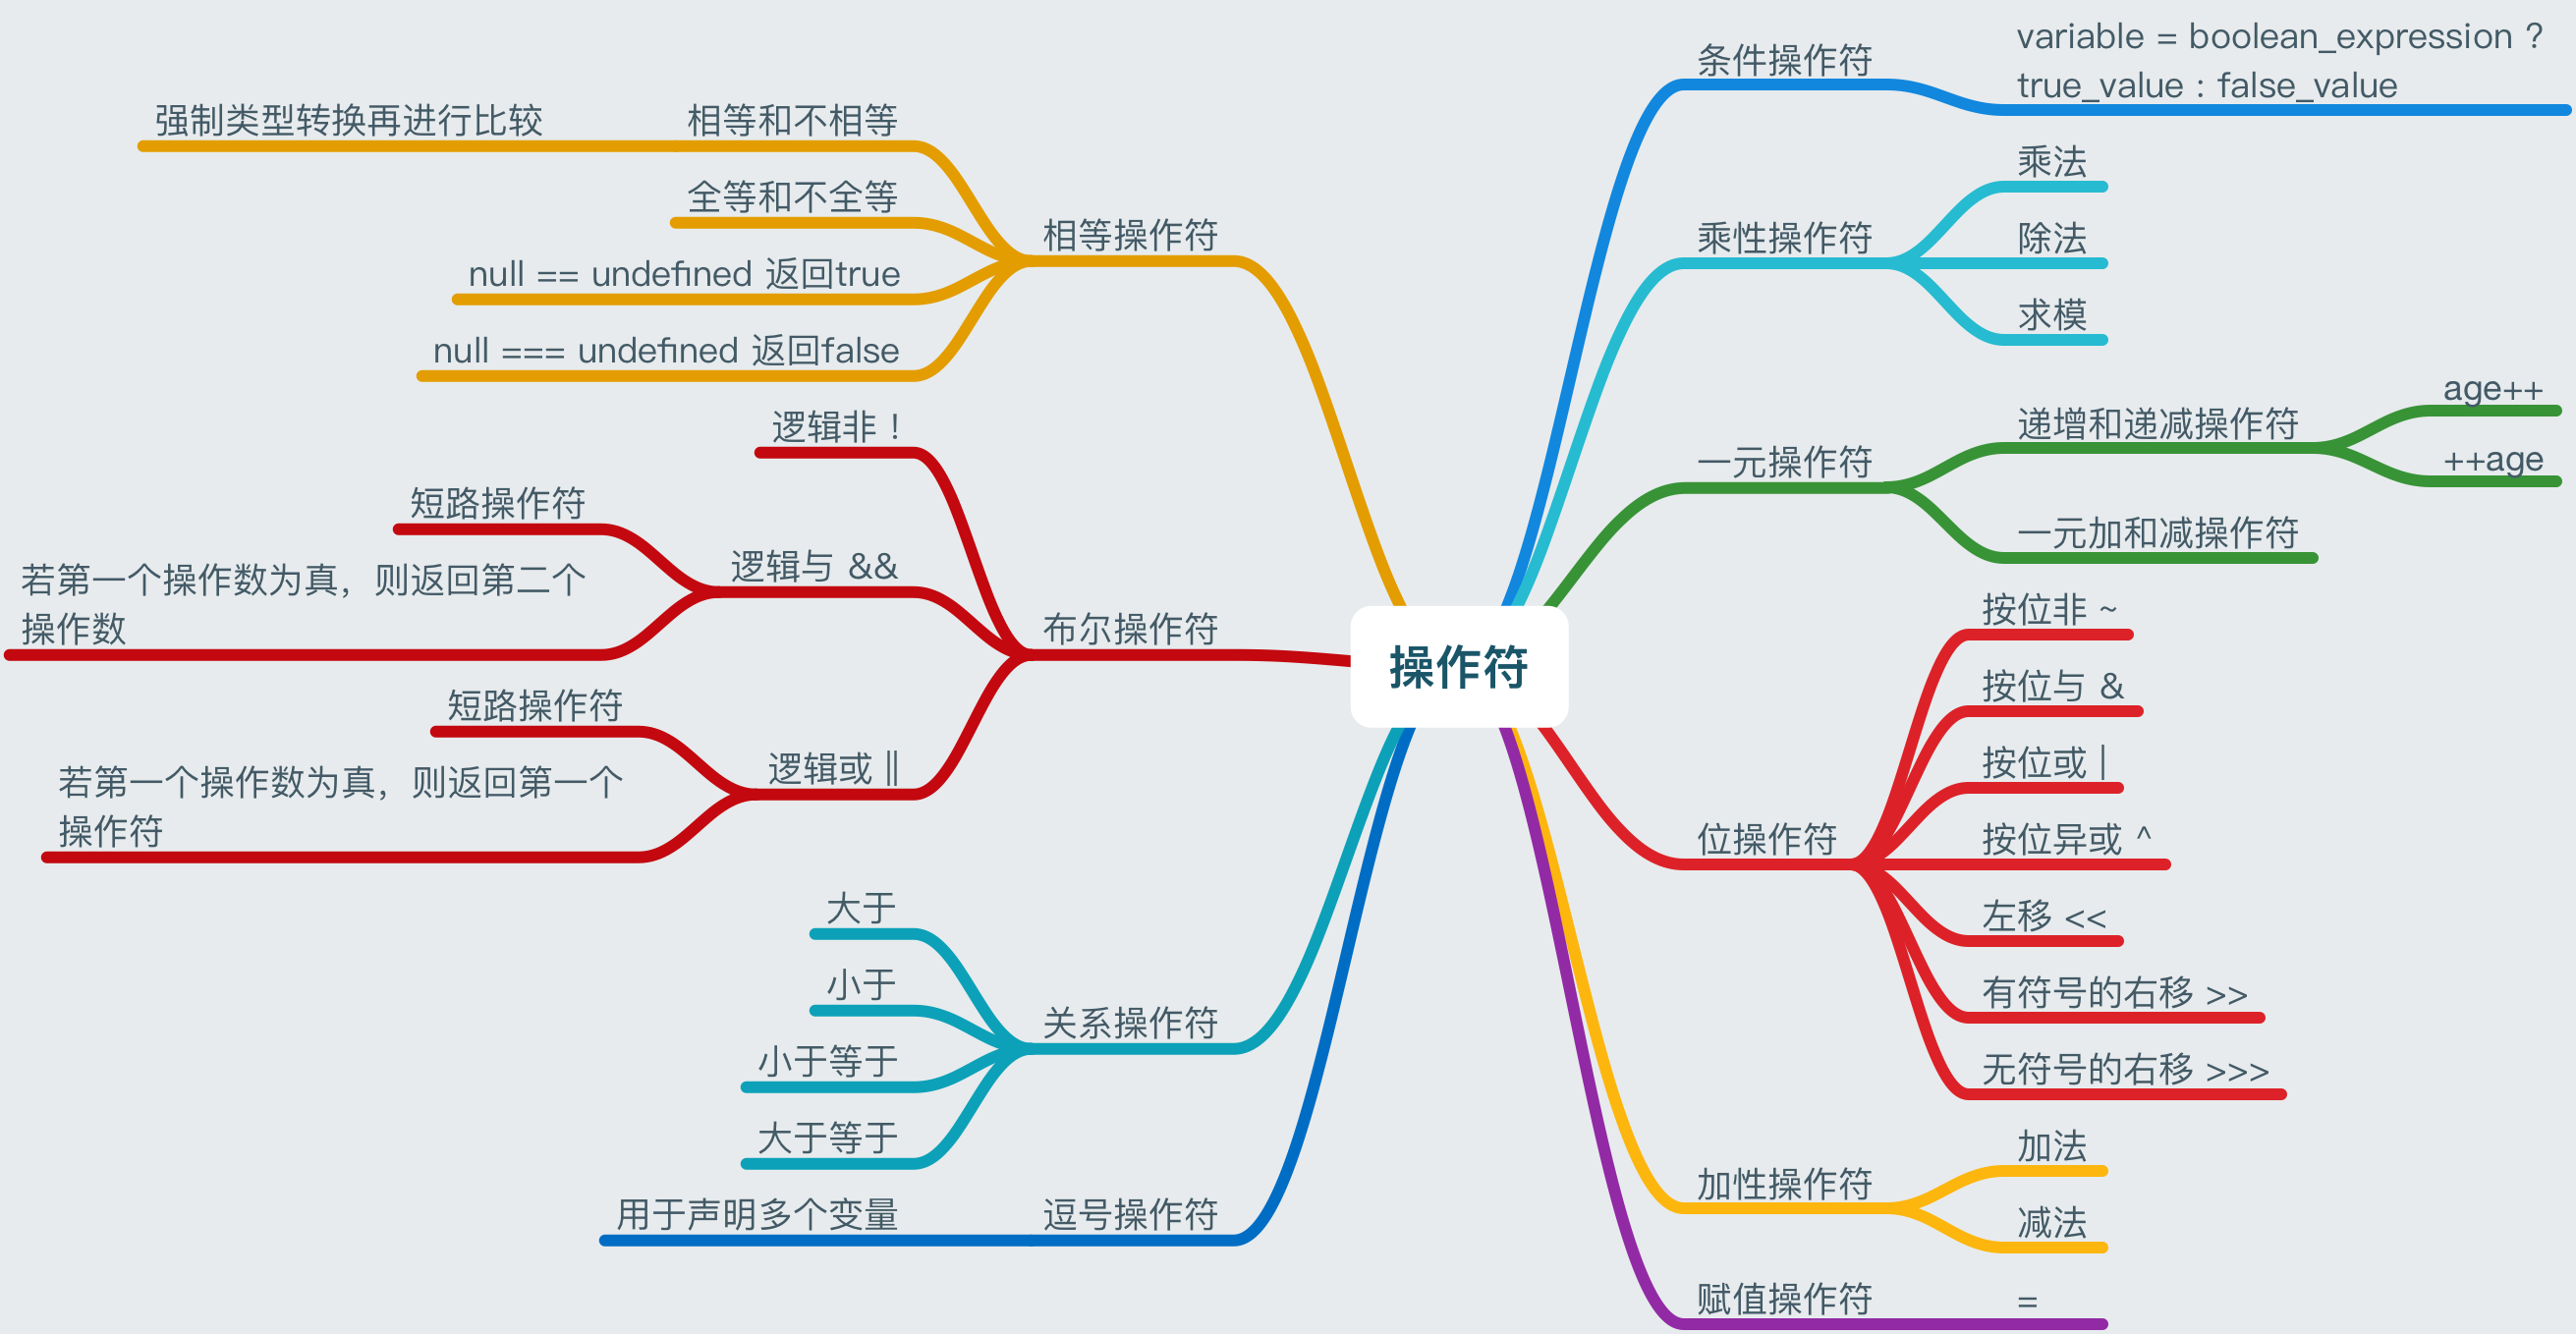 操作符
条件操作符
variable = boolean_expression ?
true_value : false_value
乘性操作符
乘法
除法
求模
一元操作符
递增和递减操作符
age++
++age
一元加和减操作符
位操作符
按位非 ~
按位与 &
按位或 |
按位异或 ^
左移 <<
有符号的右移 >>
无符号的右移 >>>
加性操作符
加法
减法
赋值操作符
=
相等操作符
相等和不相等
强制类型转换再进行比较
全等和不全等
null == undefined 返回true
null === undefined 返回false
布尔操作符
逻辑非 !
逻辑与 &&
短路操作符
若第一个操作数为真，则返回第二个
操作数
逻辑或 ||
短路操作符
若第一个操作数为真，则返回第一个
操作符
关系操作符
大于
小于
小于等于
大于等于
逗号操作符
用于声明多个变量